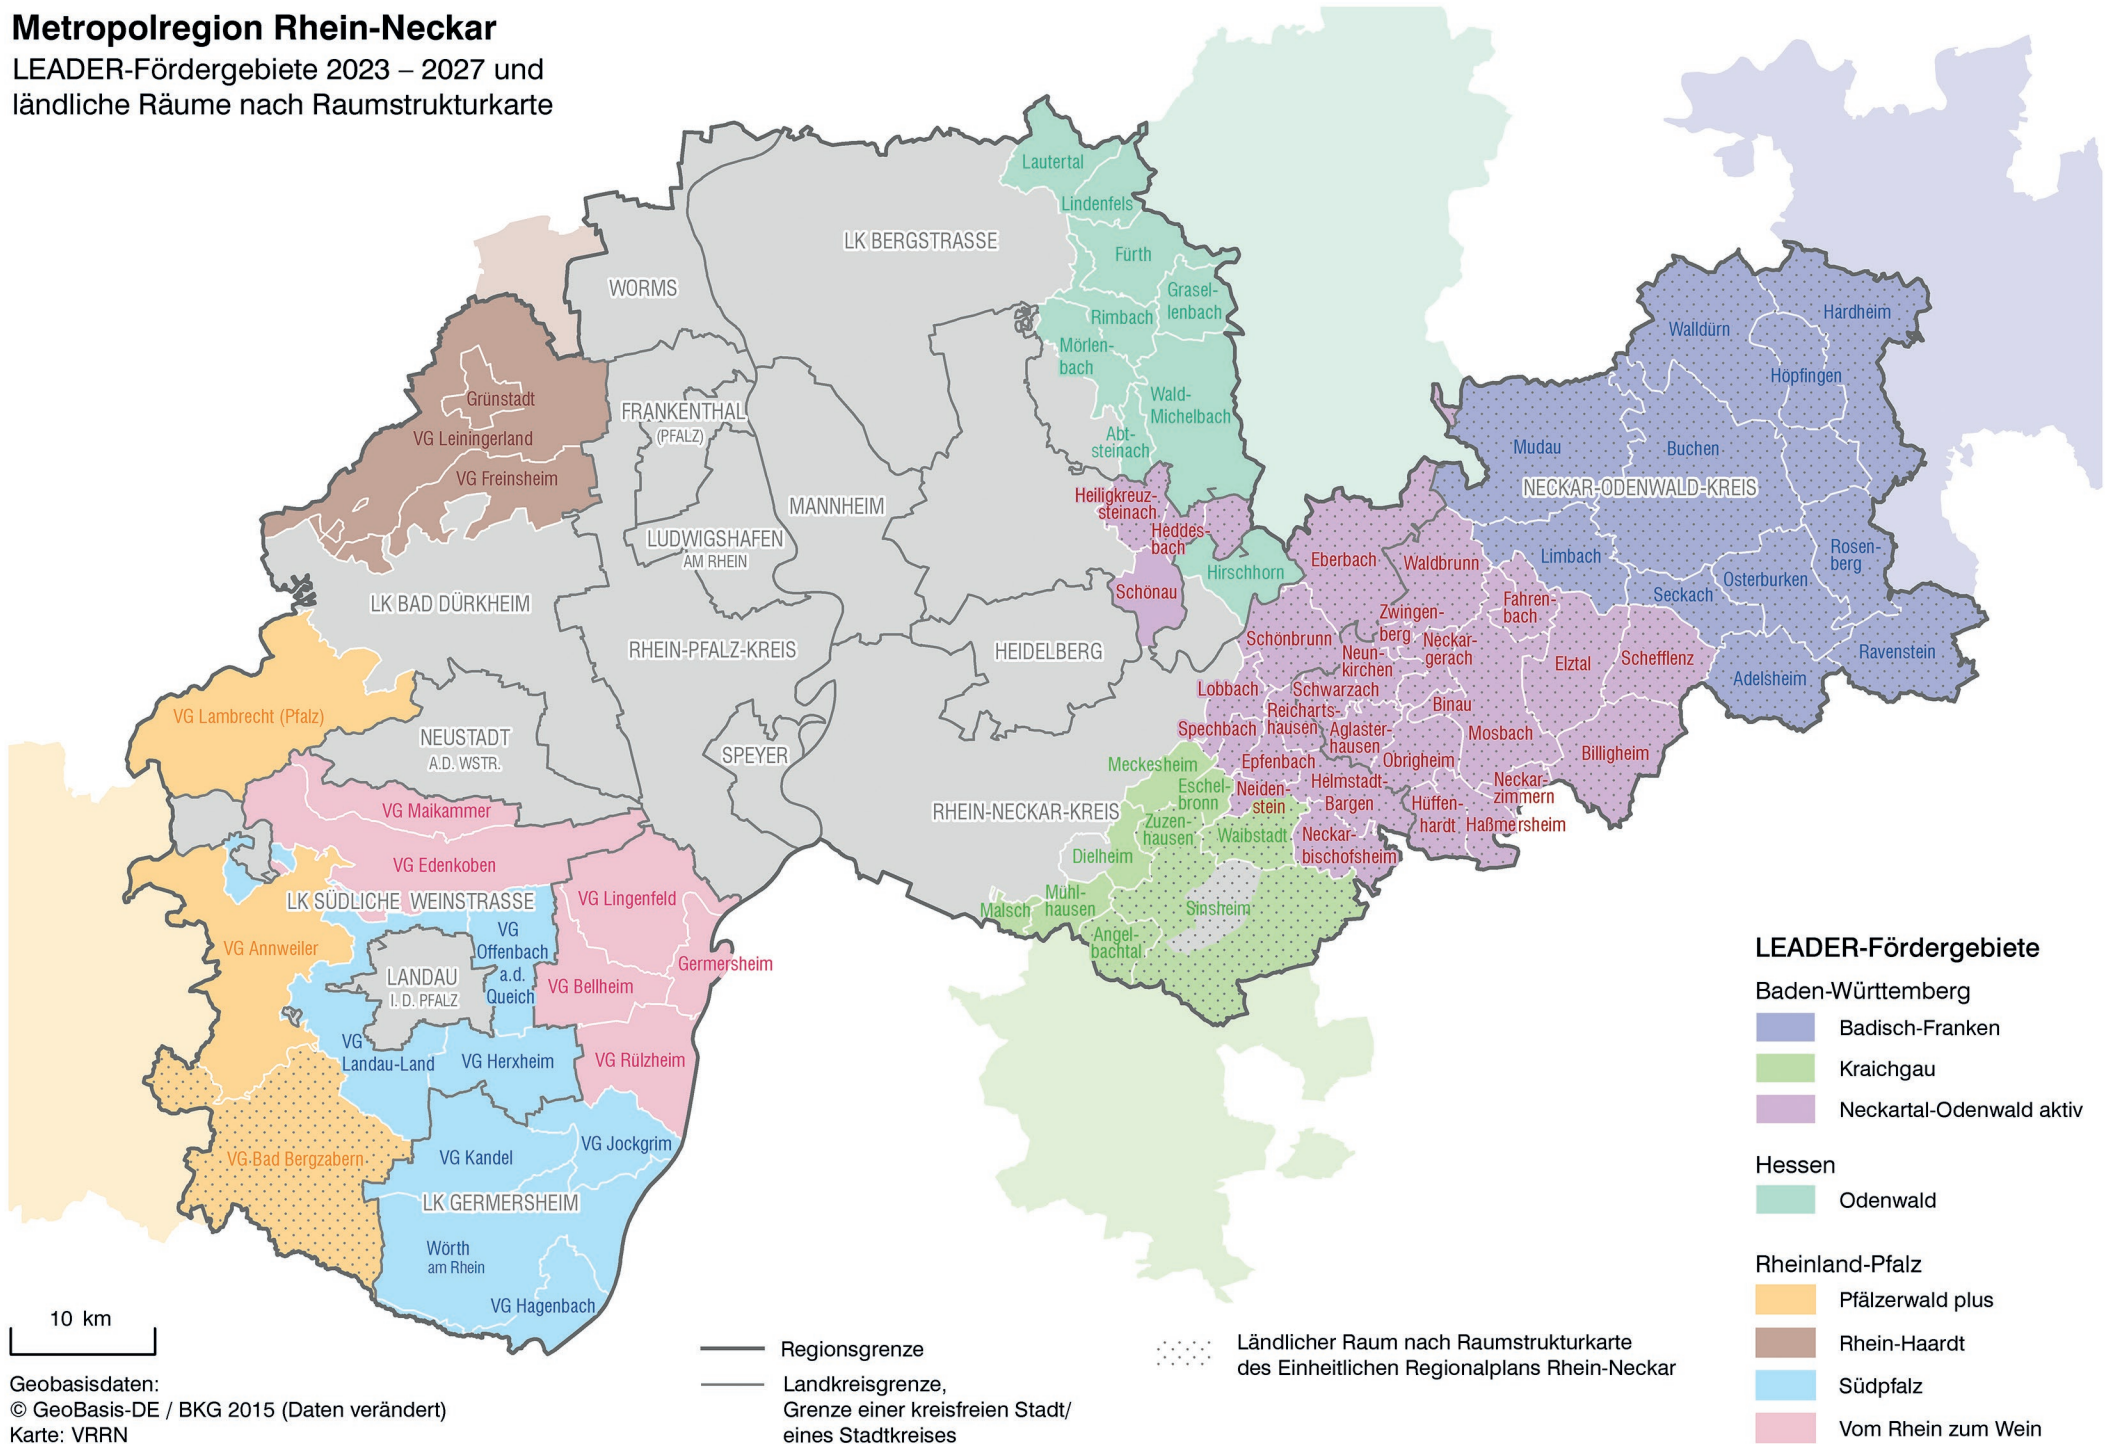 Metropolregion Rhein-Neckar
LEADER-Fördergebiete 2023 – 2027 und
ländliche Räume nach Raumstrukturkarte
Lautertal
Lindenfels
LK BERGSTRASSE
Fürth
WORMS
Grasel-
lenbach
Rimbach
Mörlen-
bach
Wald-
Michelbach
Abt-
steinach
Hirschhorn
Hardheim
Walldürn
Höpfingen
Mudau
Buchen
NECKAR-ODENWALD-KREIS
Limbach
Rosen-
berg
Osterburken
Seckach
Ravenstein
Adelsheim
Grünstadt
VG Leiningerland
VG Freinsheim
FRANKENTHAL
(PFALZ)
MANNHEIM
LUDWIGSHAFEN
AM RHEIN
LK BAD DÜRKHEIM
RHEIN-PFALZ-KREIS
HEIDELBERG
Heiligkreuz-
steinach
Heddes-
bach
Schönau
Eberbach
Waldbrunn
Fahren-
bach
Zwingen-
berg
Schönbrunn
Neun-
kirchen
Neckar-
gerach
Elztal
Schefflenz
Lobbach
Schwarzach
Binau
Reicharts-
hausen
Spechbach
Aglaster-
hausen
Mosbach
Billigheim
Epfenbach
Obrigheim
Neiden-
stein
Helmstadt-
Bargen
Neckar-
zimmern
Hüffen-
hardt
Haßmersheim
Neckar-
bischofsheim
VG Lambrecht (Pfalz)
NEUSTADT
A.D. WSTR.
SPEYER
Meckesheim
Eschel-
bronn
RHEIN-NECKAR-KREIS
Zuzen-
hausen
Waibstadt
Dielheim
Mühl-
hausen
Malsch
Sinsheim
Angel-
bachtal
VG Maikammer
VG Edenkoben
LK SÜDLICHE WEINSTRASSE
VG Lingenfeld
VG
Offenbach
a.d.
Queich
VG Annweiler
LANDAU
I. D. PFALZ
Germersheim
VG Bellheim
VG
Landau-Land
VG Herxheim
VG Rülzheim
VG Jockgrim
VG Kandel
VG Bad Bergzabern
LK GERMERSHEIM
Wörth
am Rhein
VG Hagenbach
LEADER-Fördergebiete
Baden-Württemberg
Badisch-Franken
Kraichgau
Neckartal-Odenwald aktiv
Hessen
Odenwald
Rheinland-Pfalz
Pfälzerwald plus
Rhein-Haardt
Südpfalz
Vom Rhein zum Wein
10 km
Geobasisdaten:
© GeoBasis-DE / BKG 2015 (Daten verändert)
Karte: VRRN
Regionsgrenze
Landkreisgrenze,
Grenze einer kreisfreien Stadt/
eines Stadtkreises
Ländlicher Raum nach Raumstrukturkarte
des Einheitlichen Regionalplans Rhein-Neckar